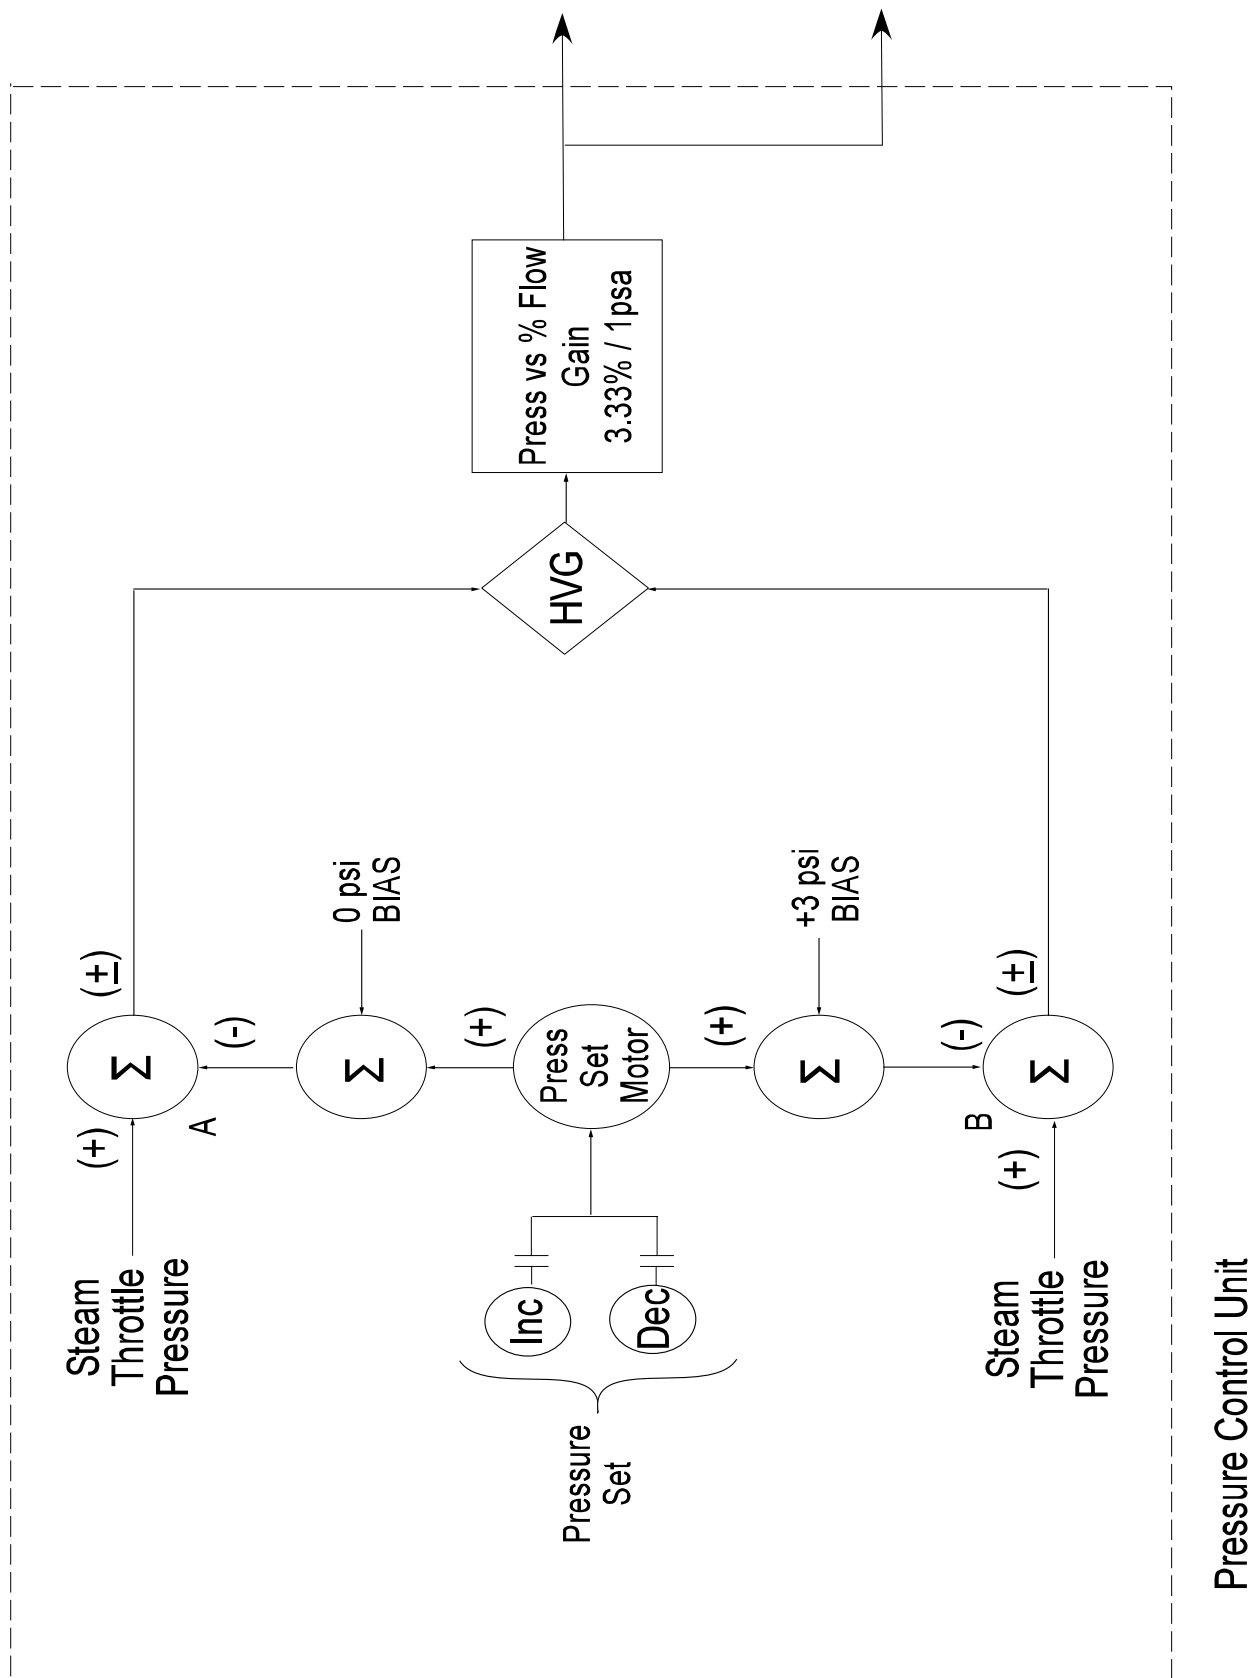 Steam
Throttle
Pressure
(+)
A
Σ
(±)
(-)
Σ
0 psi
BIAS
(+)
Pressure
Set
Inc
Dec
Press
Set
Motor
HVG
Press vs % Flow
Gain
3.33% / 1psa
(+)
Σ
+3 psi
BIAS
(-)
B
Σ
(±)
(+)
Steam
Throttle
Pressure
Pressure Control Unit